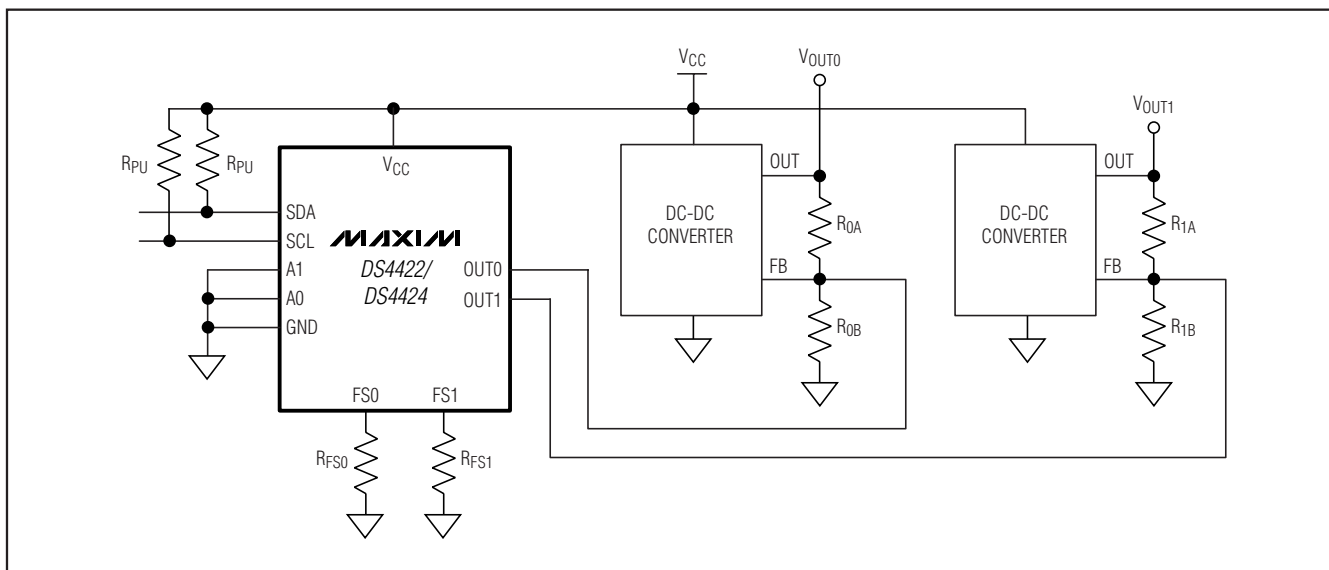 VCC
VOUT0
VOUT1
RPU
RPU
VCC
OUT
OUT
SDA
SCL
A1
A0
GND
MAXIM
DS4422/
DS4424
OUT0
OUT1
DC-DC
CONVERTER
R0A
DC-DC
CONVERTER
R1A
FB
FB
R0B
R1B
FS0
FS1
RFS0
RFS1